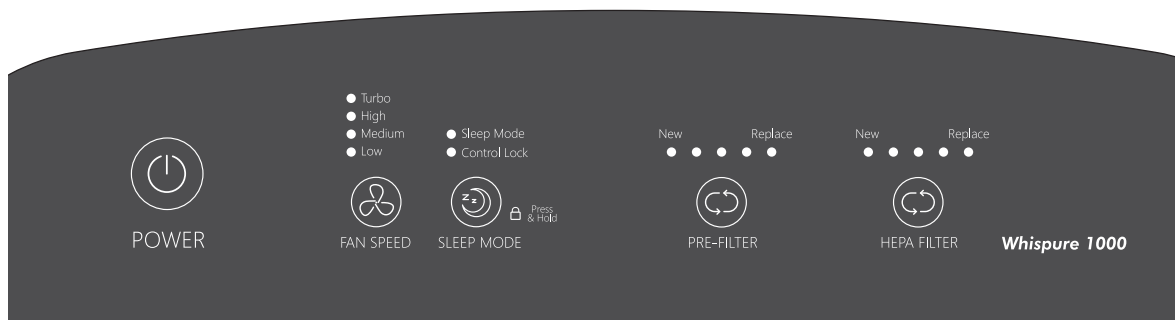 Turbo
High
Medium
Low
Sleep Mode
Control Lock
New Replace
New Replace
zz
Press
& Hold
POWER
FAN SPEED
SLEEP MODE
PRE-FILTER
HEPA FILTER
Whispure 1000